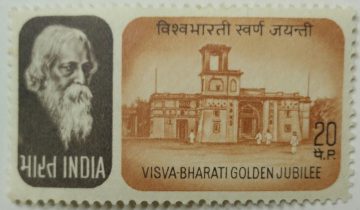 विश्वभारती स्वर्ण जयन्ती
भारत INDIA
20
पै.P.
VISVA-BHARATI GOLDEN JUBILEE